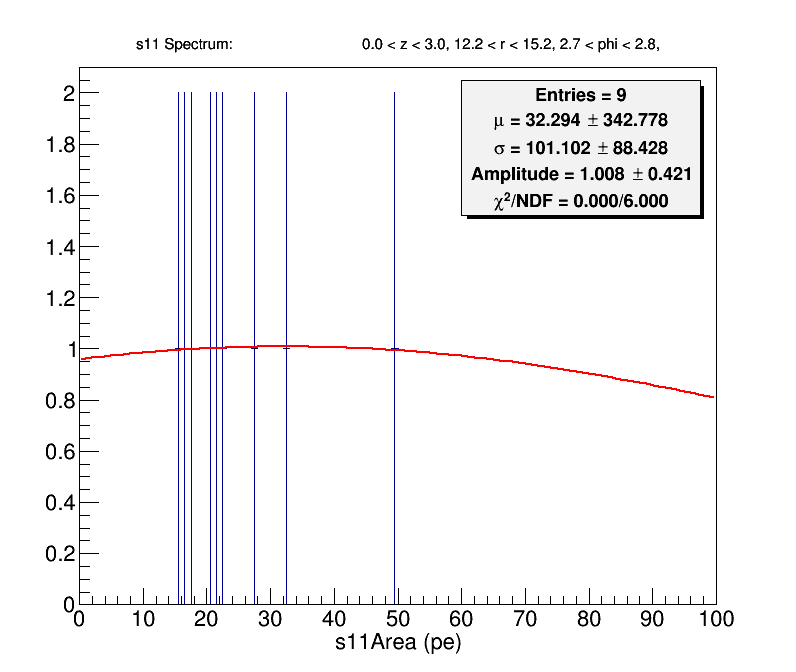 s11 Spectrum: 0.0 < z < 3.0, 12.2 < r < 15.2, 2.7 < phi < 2.8,
Entries = 9
μ = 32.294 ± 342.778
σ = 101.102 ± 88.428
Amplitude = 1.008 ± 0.421
χ²/NDF = 0.000/6.000
2
1.8
1.6
1.4
1.2
1
0.8
0.6
0.4
0.2
0
0 10 20 30 40 50 60 70 80 90 100
s11Area (pe)